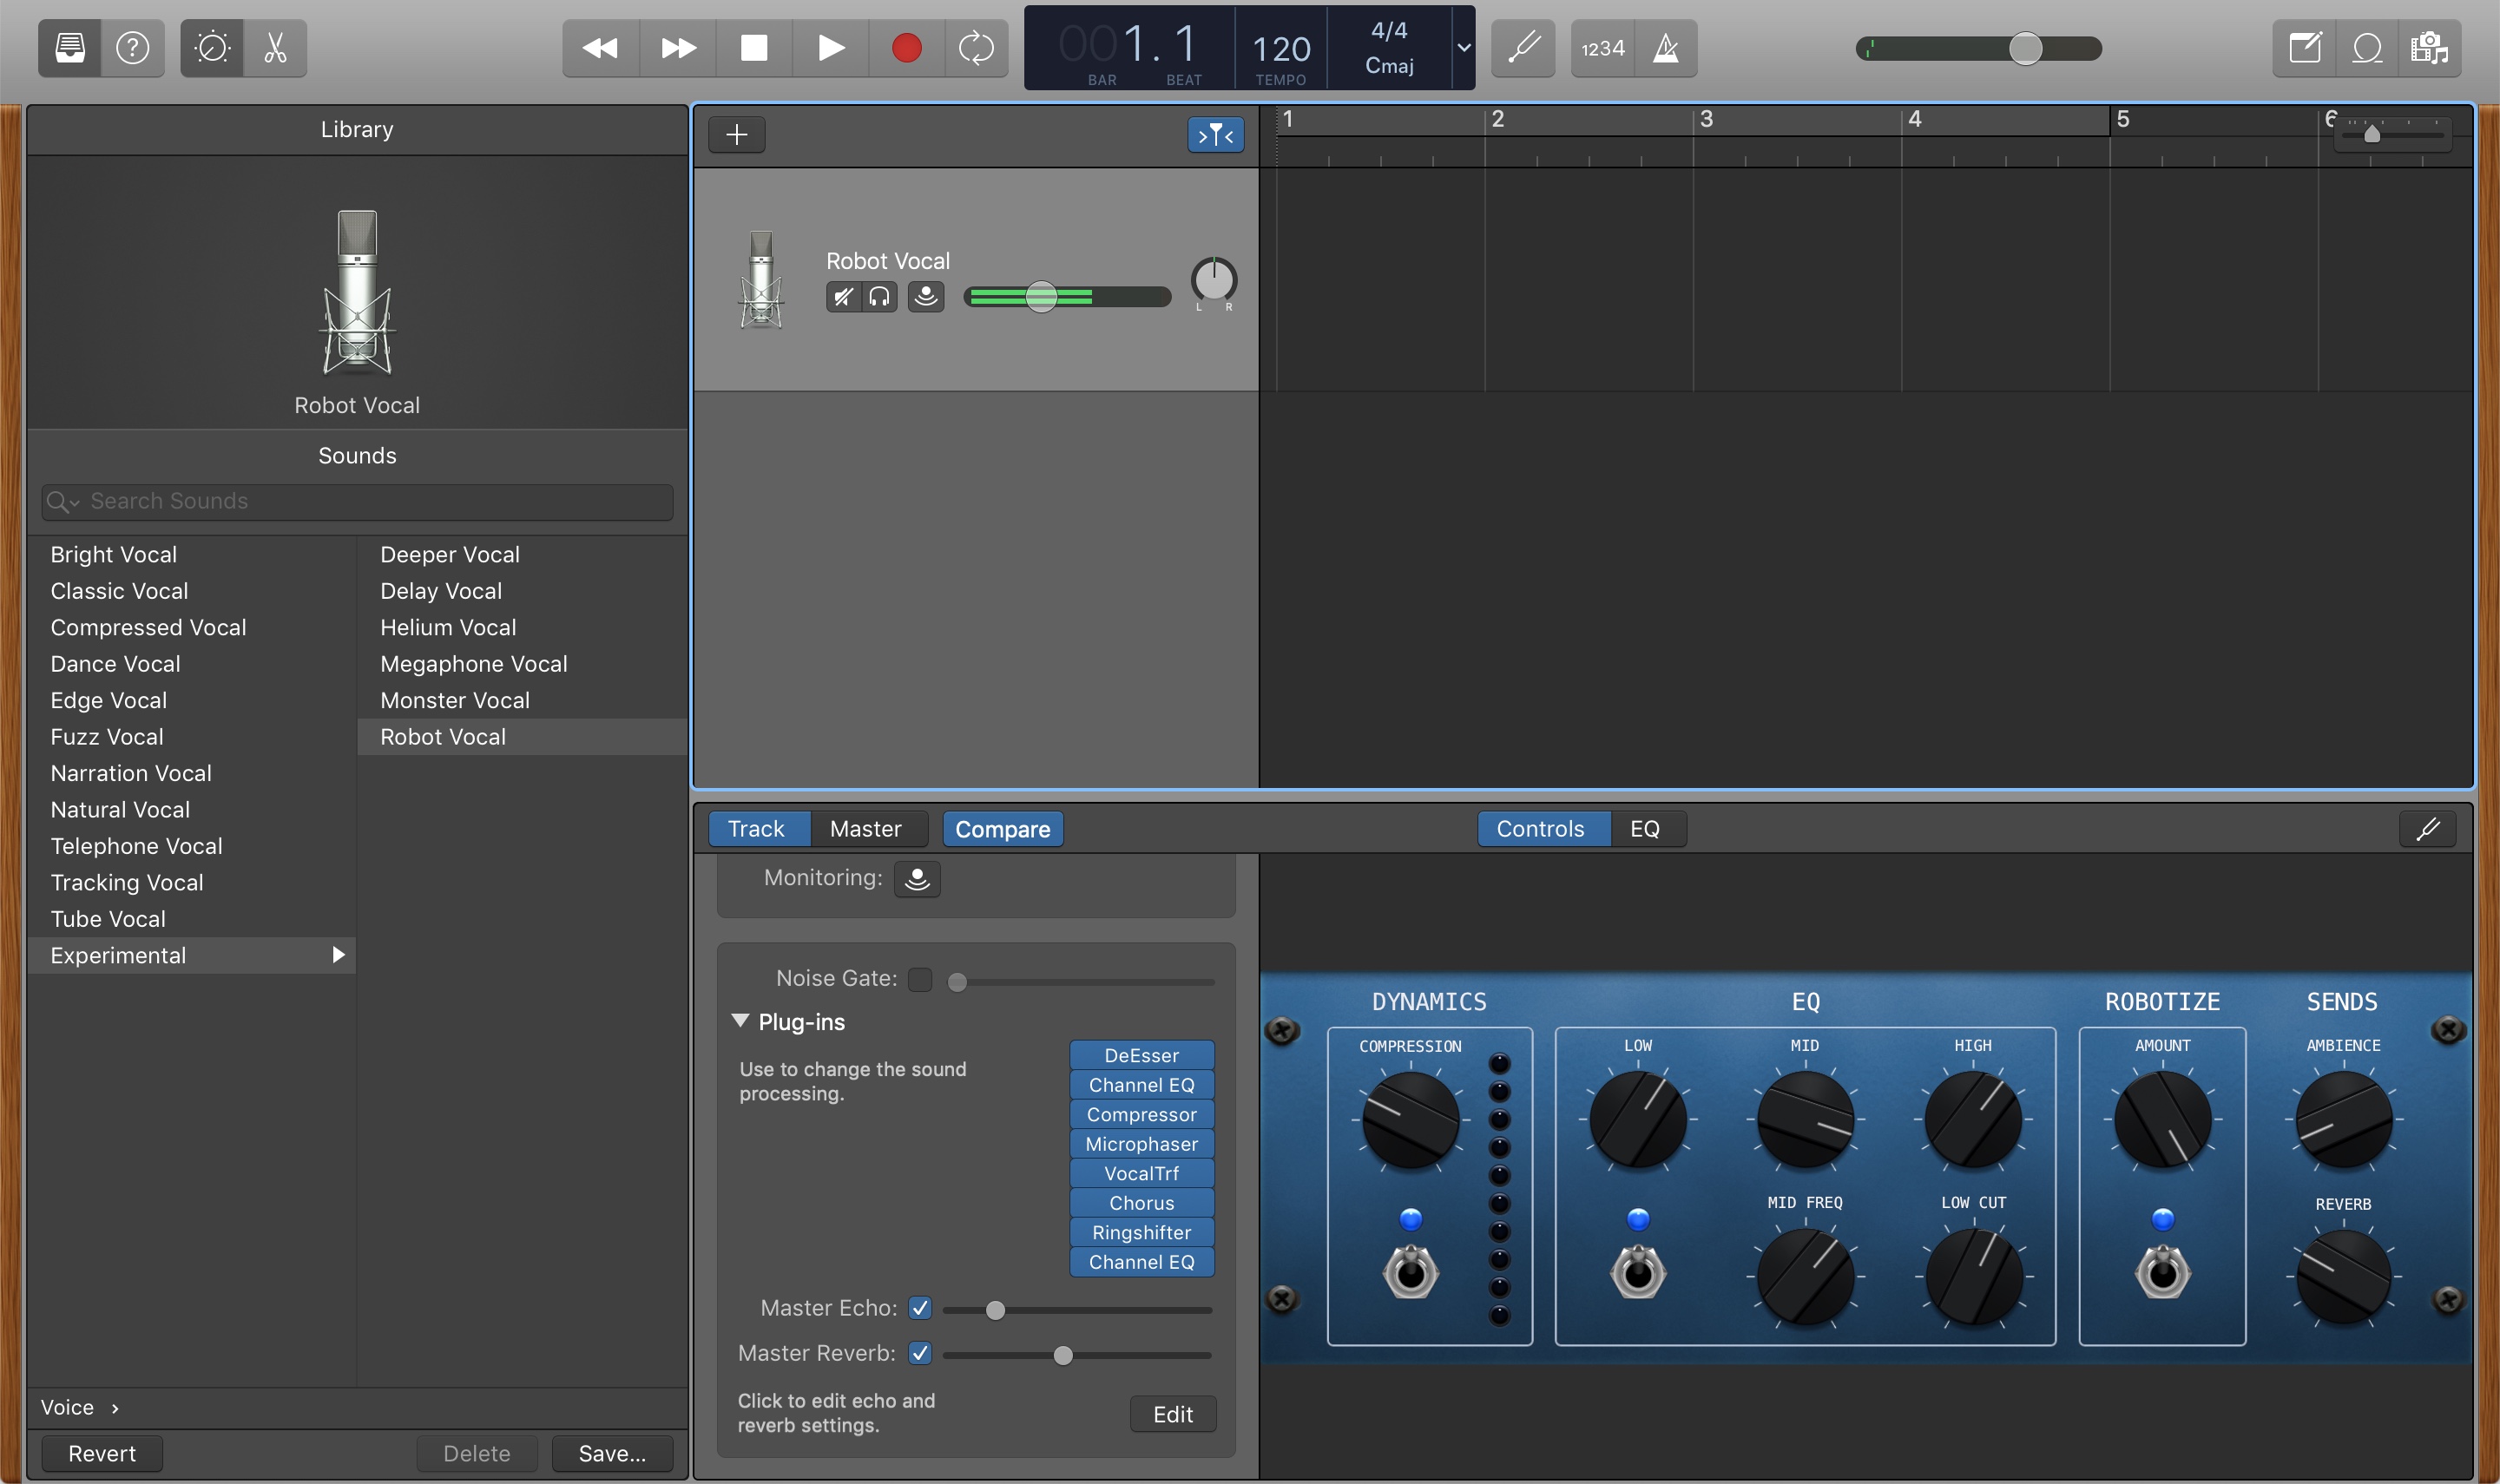 001. 1
BAR
BEAT
120
TEMPO
4/4
Cmaj
1234
Library
Robot Vocal
Sounds
Search Sounds
Bright Vocal
Classic Vocal
Compressed Vocal
Dance Vocal
Edge Vocal
Fuzz Vocal
Narration Vocal
Natural Vocal
Telephone Vocal
Tracking Vocal
Tube Vocal
Experimental
Deeper Vocal
Delay Vocal
Helium Vocal
Megaphone Vocal
Monster Vocal
Robot Vocal
Voice ›
Revert
Delete
Save...
1
2
3
4
5
6
Robot Vocal
L R
Track
Master
Compare
Controls
EQ
Monitoring:
Noise Gate:
Plug-ins
Use to change the sound
processing.
DeEsser
Channel EQ
Compressor
Microphaser
VocalTrf
Chorus
Ringshifter
Channel EQ
Master Echo:
Master Reverb:
Click to edit echo and
reverb settings.
Edit
DYNAMICS
COMPRESSION
EQ
LOW
MID
HIGH
MID FREQ
LOW CUT
ROBOTIZE
AMOUNT
SENDS
AMBIENCE
REVERB